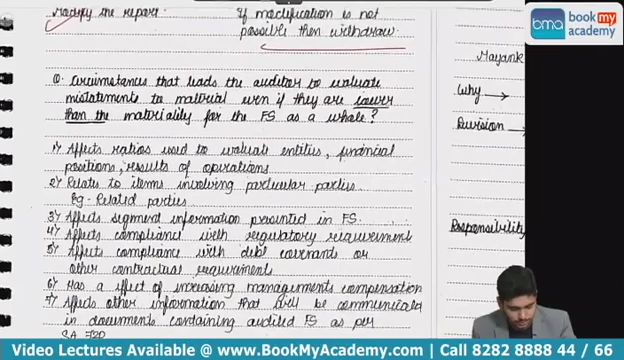 Modify the report.
If modification is not
possible then withdraw.
Q. Circumstances that leads the auditor to evaluate
misstatements to material even if they are lower
than the materiality for the FS as a whole?
1) Affects ratios used to evaluate entities, financial
positions, results of operations
2) Relates to items involving particular parties.
Eg - Related parties
3) Affects segment information presented in FS.
4) Affects compliance with regulatory requirement
5) Affects compliance with debt covenants or
other contractual requirements
6) Has a effect of increasing managements compensation
7) Affects other information that will be communicated
in documents containing audited FS as per
SA 720
Mayank
Why →
Revision →
Responsibility
bma book my academy
Video Lectures Available @ www.BookMyAcademy.com | Call 8282 8888 44 / 66